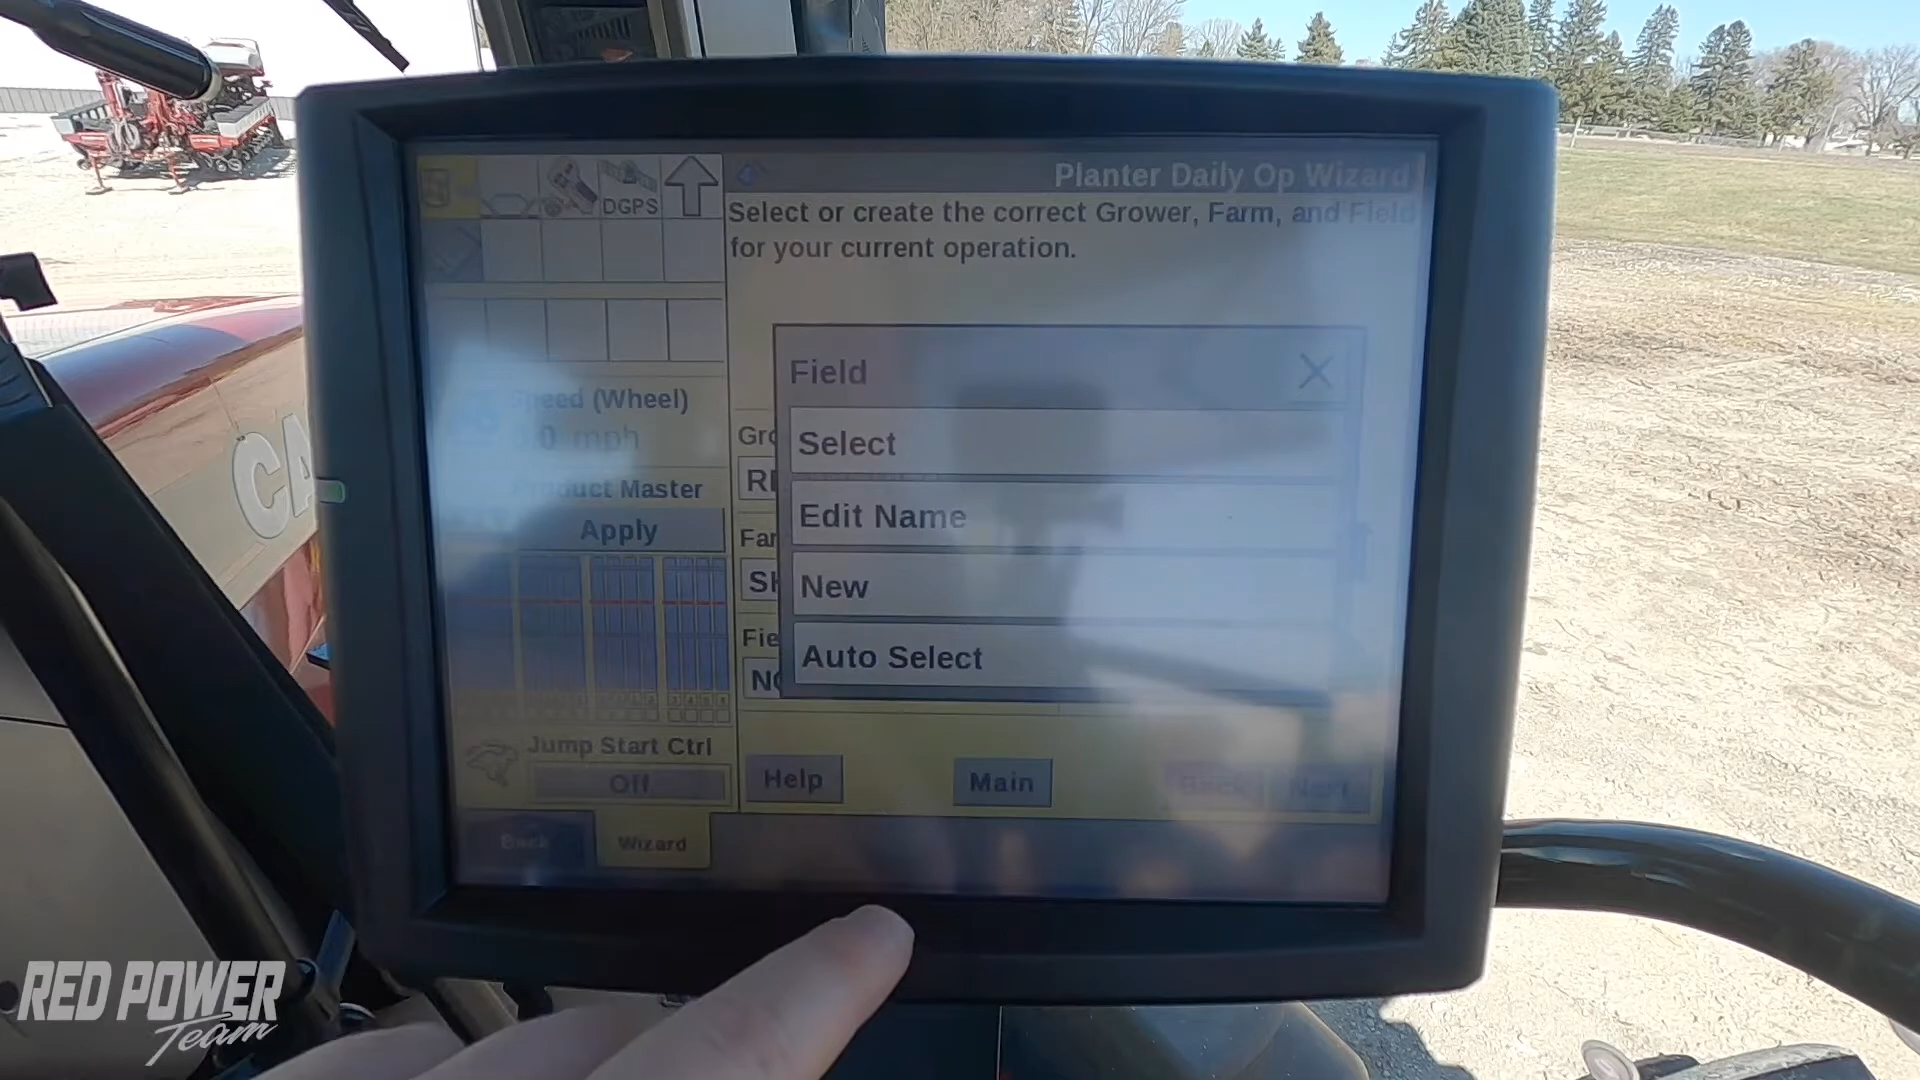 Planter Daily Op Wizard
DGPS
Select or create the correct Grower, Farm, and Field
for your current operation.
Field
Speed (Wheel)
0 mph
Select
Product Master
Edit Name
Apply
New
Auto Select
Jump Start Ctrl
Off
Help
Main
Back
Next
Back
Wizard
CA
RED POWER
Team